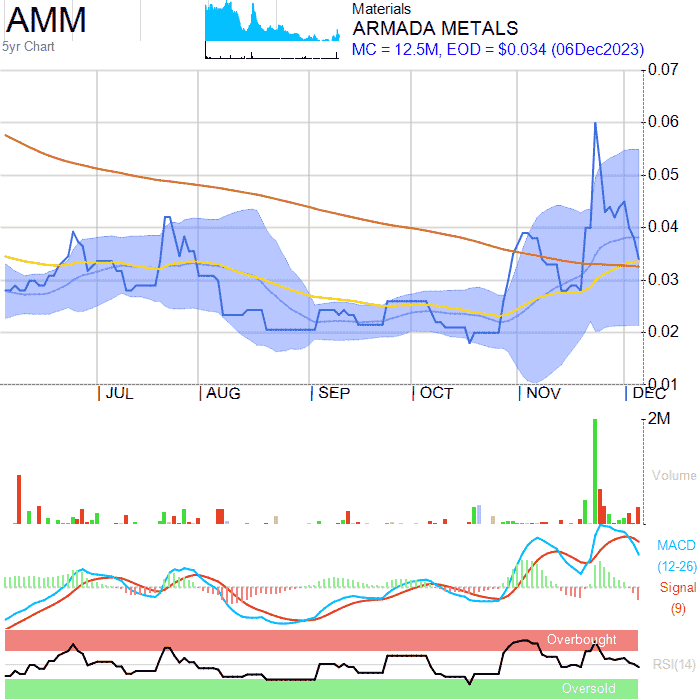 AMM
5yr Chart
Materials
ARMADA METALS
MC = 12.5M, EOD = $0.034 (06Dec2023)
0.07
0.06
0.05
0.04
0.03
0.02
0.01
JUL AUG SEP OCT NOV DEC
2M
Volume
MACD
(12-26)
Signal
(9)
Overbought
RSI(14)
Oversold